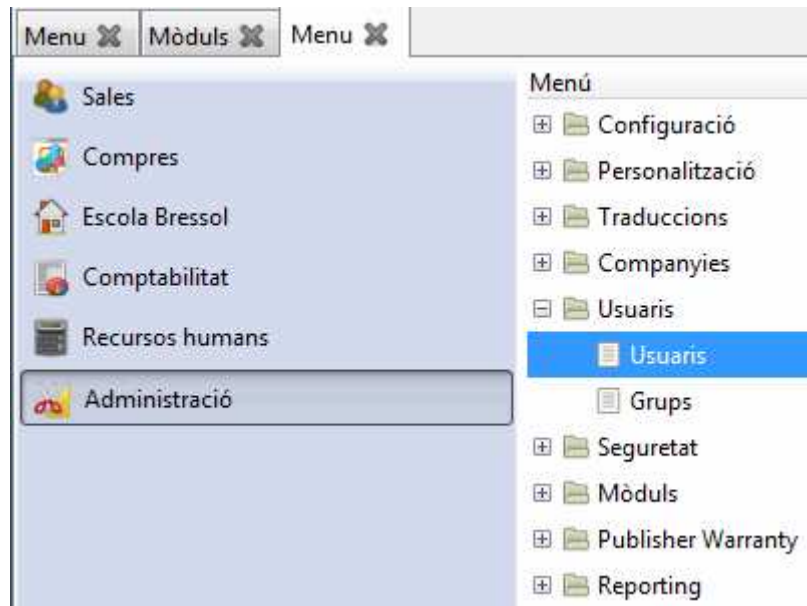 Menu
Mòduls
Menu
Sales
Compres
Escola Bressol
Comptabilitat
Recursos humans
Administració
Menú
Configuració
Personalització
Traduccions
Companyies
Usuaris
Usuaris
Grups
Seguretat
Mòduls
Publisher Warranty
Reporting